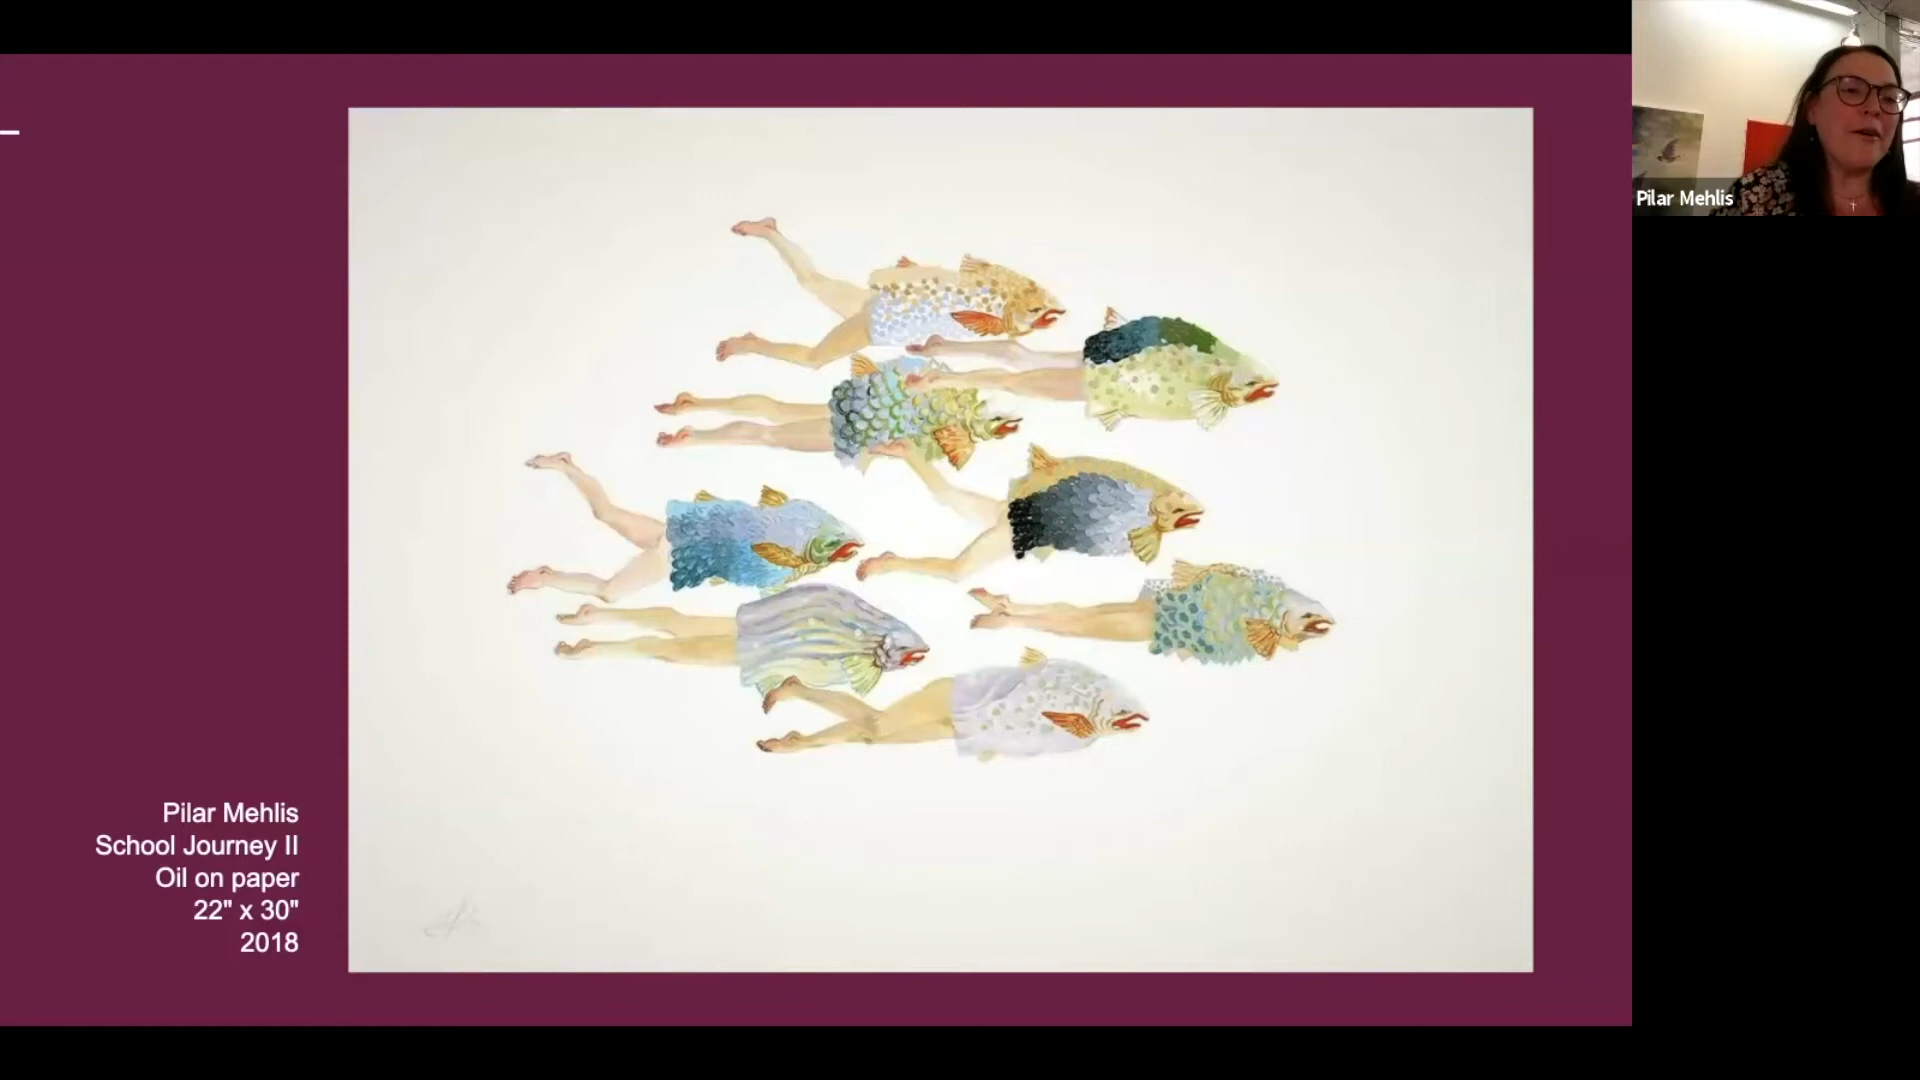 Pilar Mehlis
Pilar Mehlis
School Journey II
Oil on paper
22" x 30"
2018